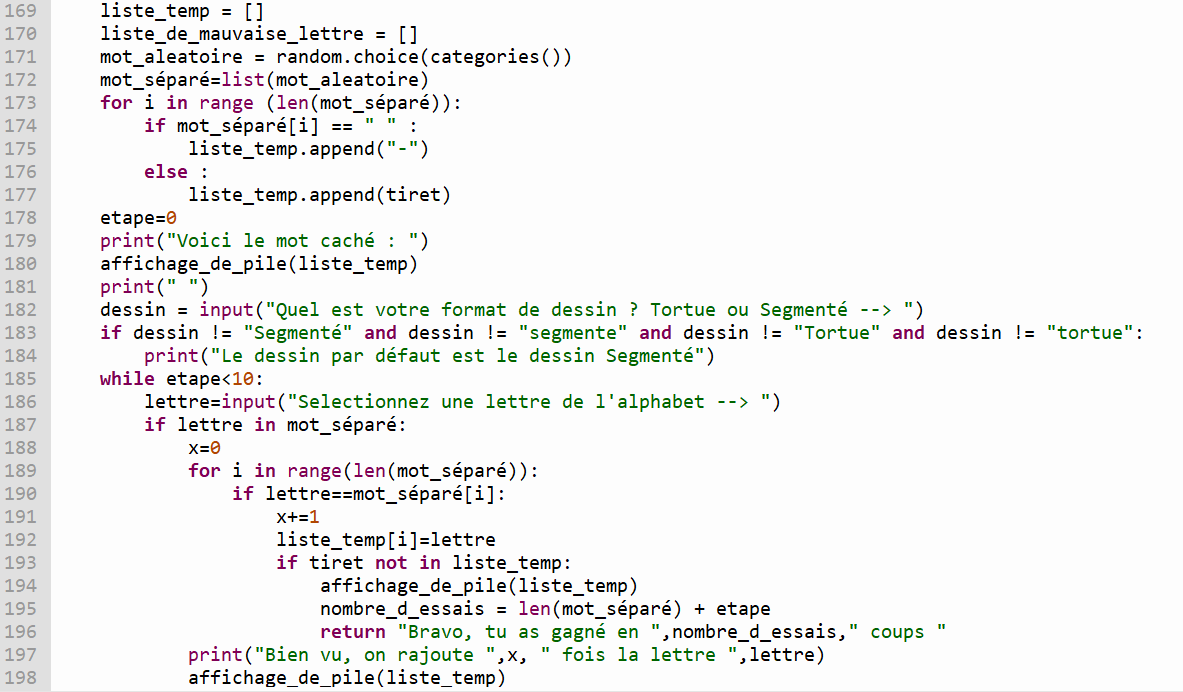 169 liste_temp = []
170 liste_de_mauvaise_lettre = []
171 mot_aleatoire = random.choice(categories())
172 mot_séparé=list(mot_aleatoire)
173 for i in range (len(mot_séparé)):
174     if mot_séparé[i] == " " :
175         liste_temp.append("-")
176     else :
177         liste_temp.append(tiret)
178 etape=0
179 print("Voici le mot caché : ")
180 affichage_de_pile(liste_temp)
181 print(" ")
182 dessin = input("Quel est votre format de dessin ? Tortue ou Segmenté --> ")
183 if dessin != "Segmenté" and dessin != "segmente" and dessin != "Tortue" and dessin != "tortue":
184     print("Le dessin par défaut est le dessin Segmenté")
185 while etape<10:
186     lettre=input("Selectionnez une lettre de l'alphabet --> ")
187     if lettre in mot_séparé:
188         x=0
189         for i in range(len(mot_séparé)):
190             if lettre==mot_séparé[i]:
191                 x+=1
192                 liste_temp[i]=lettre
193                 if tiret not in liste_temp:
194                     affichage_de_pile(liste_temp)
195                     nombre_d_essais = len(mot_séparé) + etape
196                     return "Bravo, tu as gagné en ",nombre_d_essais," coups "
197         print("Bien vu, on rajoute ",x, " fois la lettre ",lettre)
198         affichage_de_pile(liste_temp)